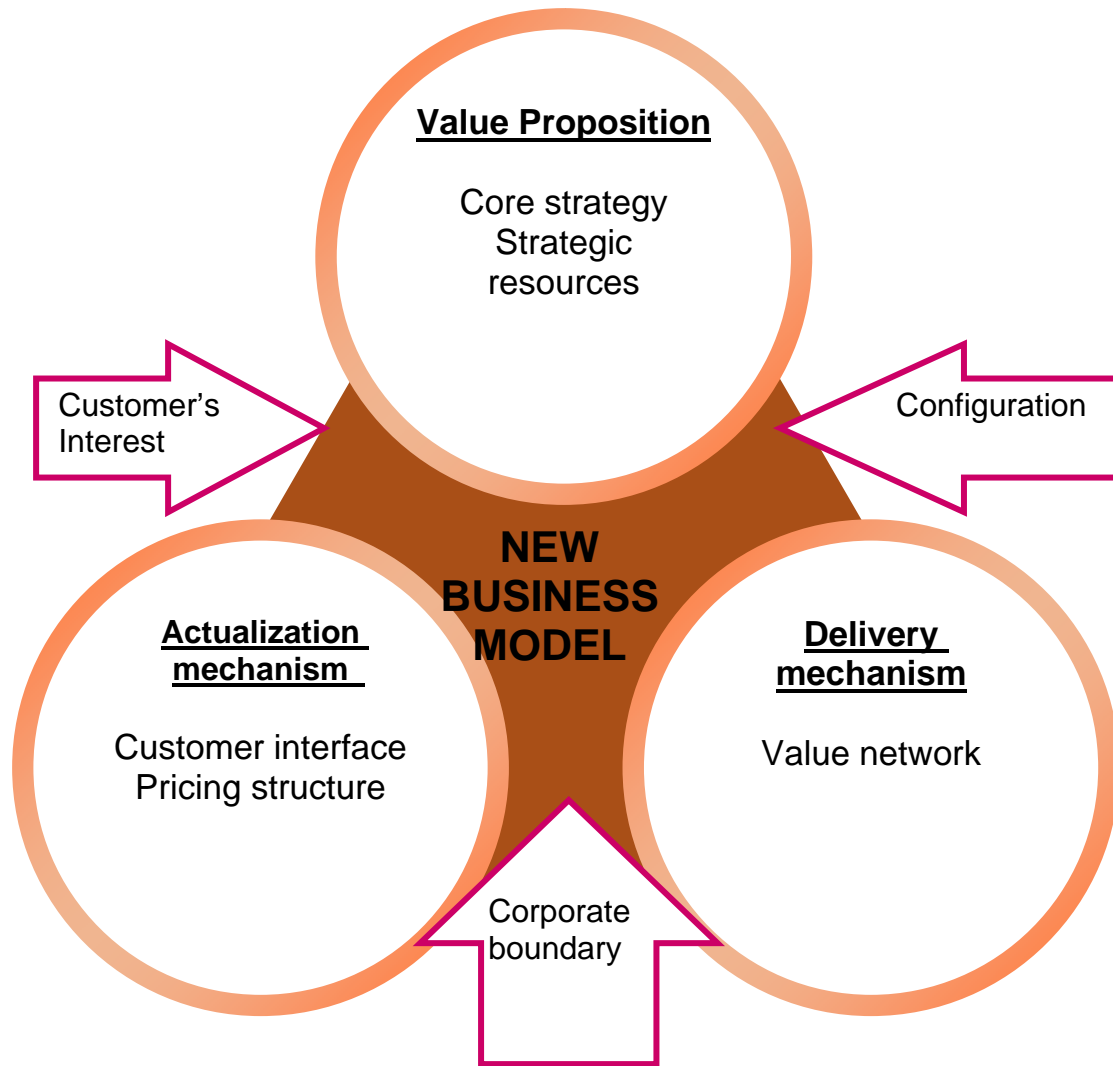 Value Proposition
Core strategy
Strategic
resources
Customer’s
Interest
Configuration
NEW
BUSINESS
MODEL
Actualization
mechanism
Customer interface
Pricing structure
Delivery
mechanism
Value network
Corporate
boundary